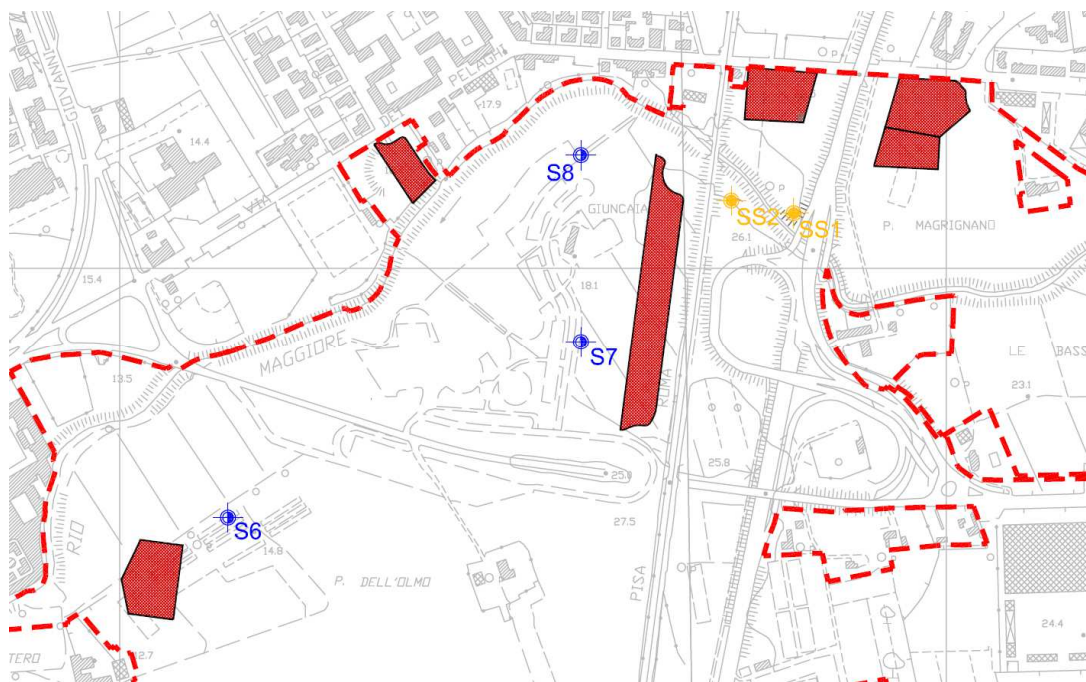 GIOVANNI
PELAGHI
17.9
14.4
VIA
S8
GIUNCAIA
SS2
SS1
26.1
P. MAGRIGNANO
15.4
18.1
MAGGIORE
S7
LE BASS
13.5
23.1
ROMA
25.8
25.8
S6
27.5
RIO
14.8
P. DELL'OLMO
PISA
24.4
TERO
12.7